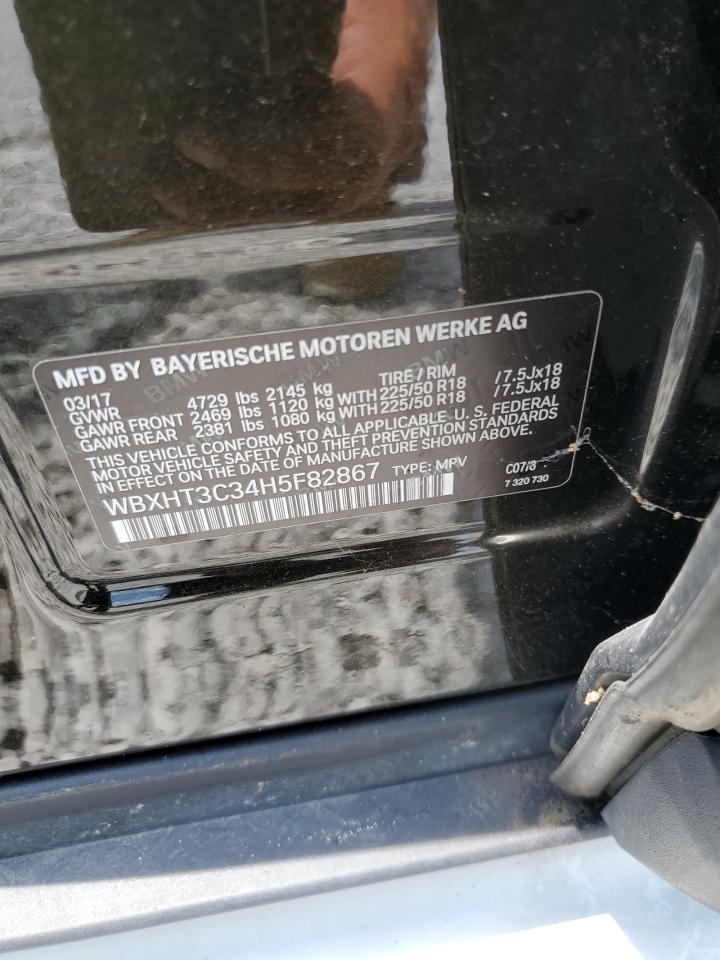 MFD BY BAYERISCHE MOTOREN WERKE AG
03/17 TIRE / RIM
GVWR 4729 lbs 2145 kg
GAWR FRONT 2469 lbs 1120 kg WITH 225/50 R18 / 7.5Jx18
GAWR REAR 2381 lbs 1080 kg WITH 225/50 R18 / 7.5Jx18
THIS VEHICLE CONFORMS TO ALL APPLICABLE U. S. FEDERAL
MOTOR VEHICLE SAFETY AND THEFT PREVENTION STANDARDS
IN EFFECT ON THE DATE OF MANUFACTURE SHOWN ABOVE.
WBXHT3C34H5F82867 TYPE: MPV C07/8
7 320 730
BMW
BMW
BMW